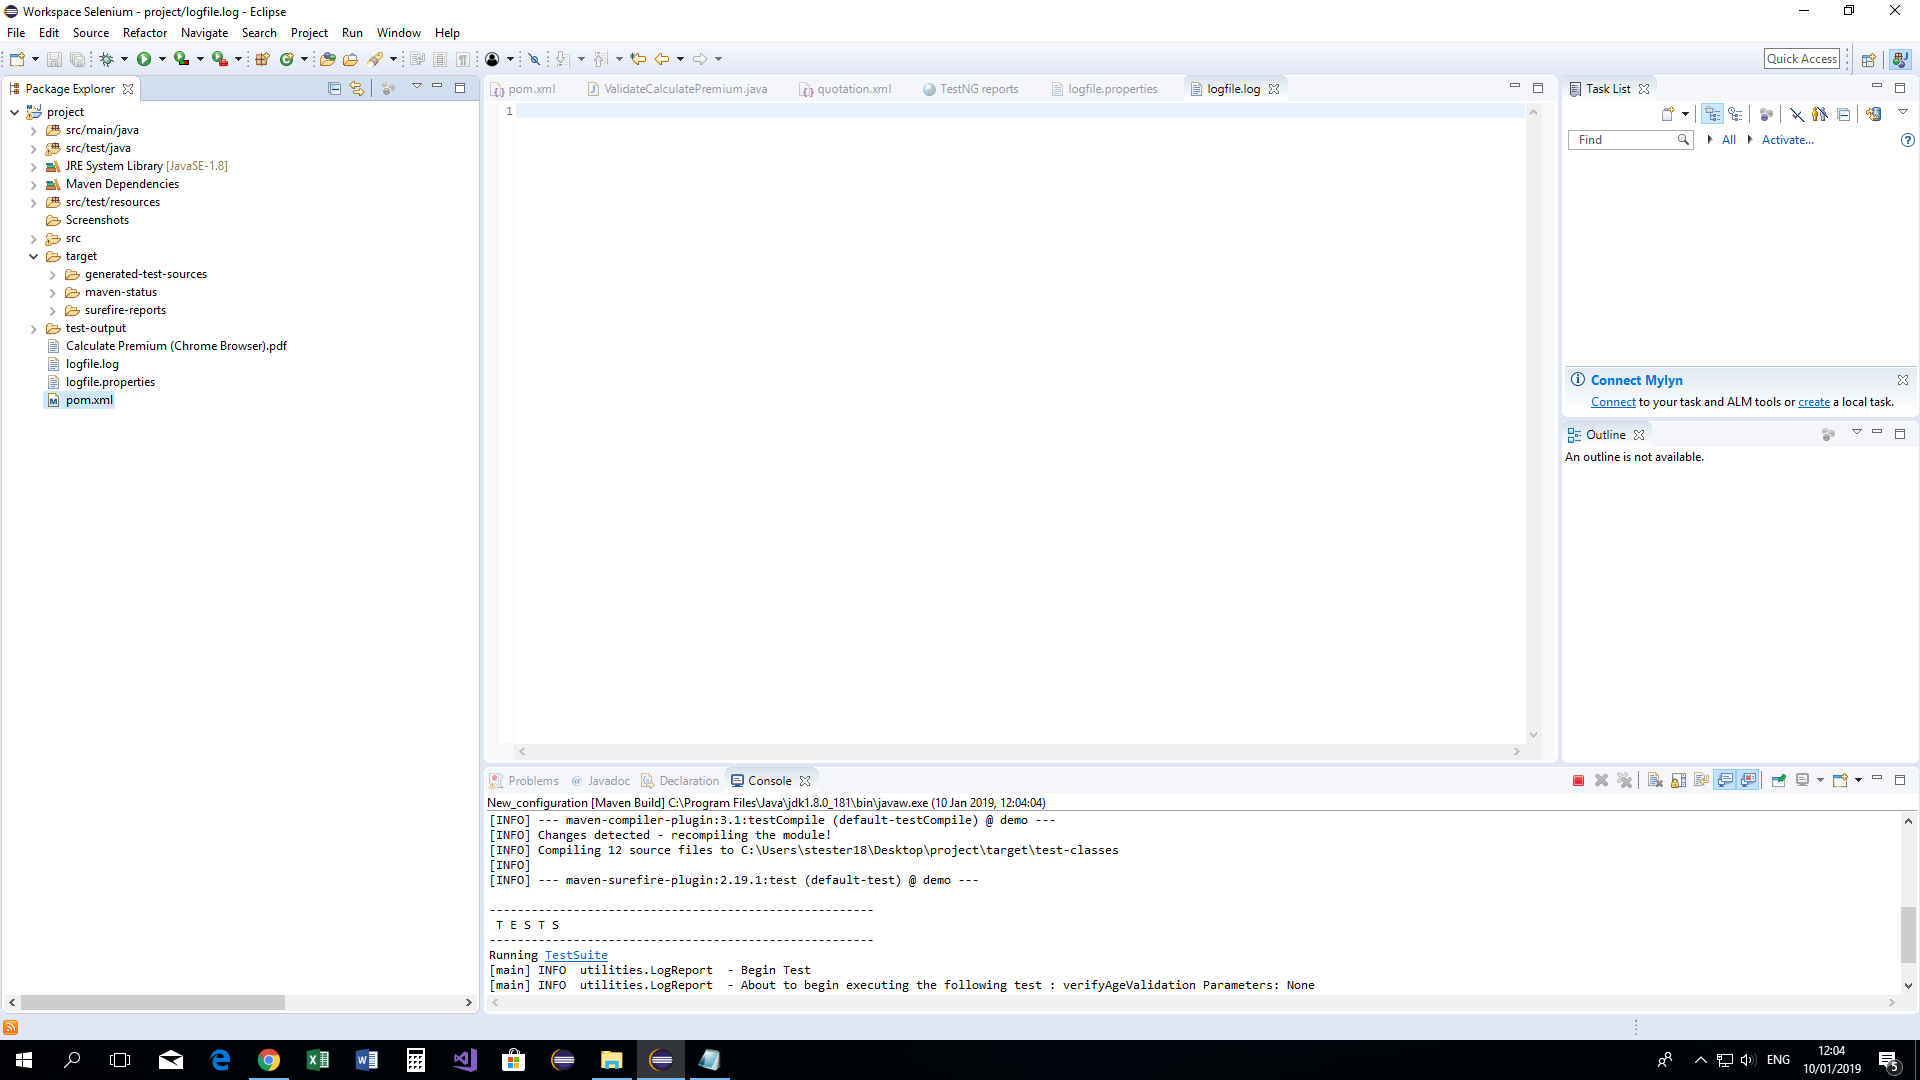 Workspace Selenium - project/logfile.log - Eclipse
File Edit Source Refactor Navigate Search Project Run Window Help
Quick Access
Package Explorer
project
src/main/java
src/test/java
JRE System Library [JavaSE-1.8]
Maven Dependencies
src/test/resources
Screenshots
src
target
generated-test-sources
maven-status
surefire-reports
test-output
Calculate Premium (Chrome Browser).pdf
logfile.log
logfile.properties
pom.xml
pom.xml ValidateCalculatePremium.java quotation.xml TestNG reports logfile.properties logfile.log
1
Task List
Find All Activate...
Connect Mylyn
Connect to your task and ALM tools or create a local task.
Outline
An outline is not available.
Problems @ Javadoc Declaration Console
New_configuration [Maven Build] C:\Program Files\Java\jdk1.8.0_181\bin\javaw.exe (10 Jan 2019, 12:04:04)
[INFO] --- maven-compiler-plugin:3.1:testCompile (default-testCompile) @ demo ---
[INFO] Changes detected - recompiling the module!
[INFO] Compiling 12 source files to C:\Users\stester18\Desktop\project\target\test-classes
[INFO]
[INFO] --- maven-surefire-plugin:2.19.1:test (default-test) @ demo ---
-------------------------------------------------------
T E S T S
-------------------------------------------------------
Running TestSuite
[main] INFO utilities.LogReport - Begin Test
[main] INFO utilities.LogReport - About to begin executing the following test : verifyAgeValidation Parameters: None
ENG
12:04
10/01/2019
5